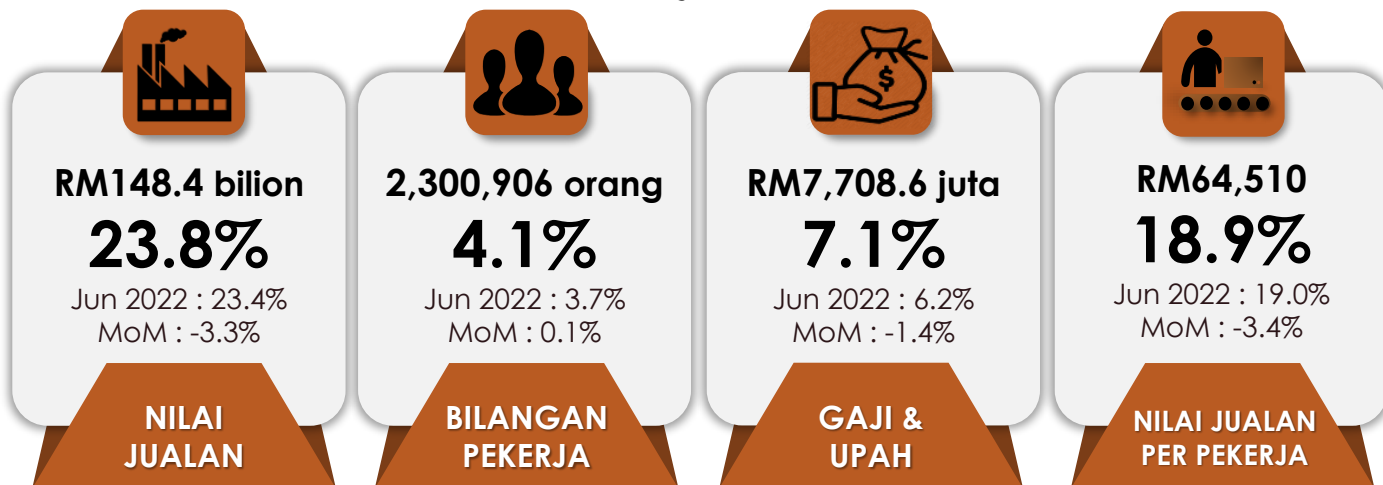 RM148.4 bilion
23.8%
Jun 2022 : 23.4%
MoM : -3.3%
NILAI
JUALAN
2,300,906 orang
4.1%
Jun 2022 : 3.7%
MoM : 0.1%
BILANGAN
PEKERJA
$
RM7,708.6 juta
7.1%
Jun 2022 : 6.2%
MoM : -1.4%
GAJI &
UPAH
RM64,510
18.9%
Jun 2022 : 19.0%
MoM : -3.4%
NILAI JUALAN
PER PEKERJA